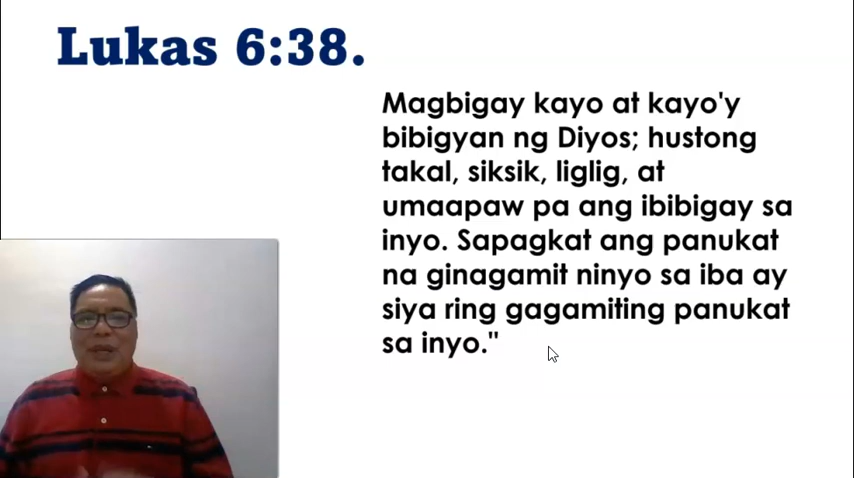 Lukas 6:38.
Magbigay kayo at kayo'y
bibigyan ng Diyos; hustong
takal, siksik, liglig, at
umaapaw pa ang ibibigay sa
inyo. Sapagkat ang panukat
na ginagamit ninyo sa iba ay
siya ring gagamiting panukat
sa inyo."